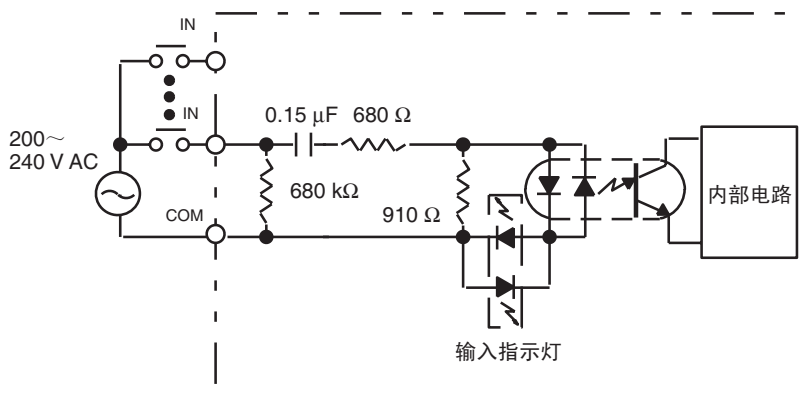 IN
IN
0.15 μF 680 Ω
200～
240 V AC
680 kΩ
910 Ω
COM
内部电路
输入指示灯